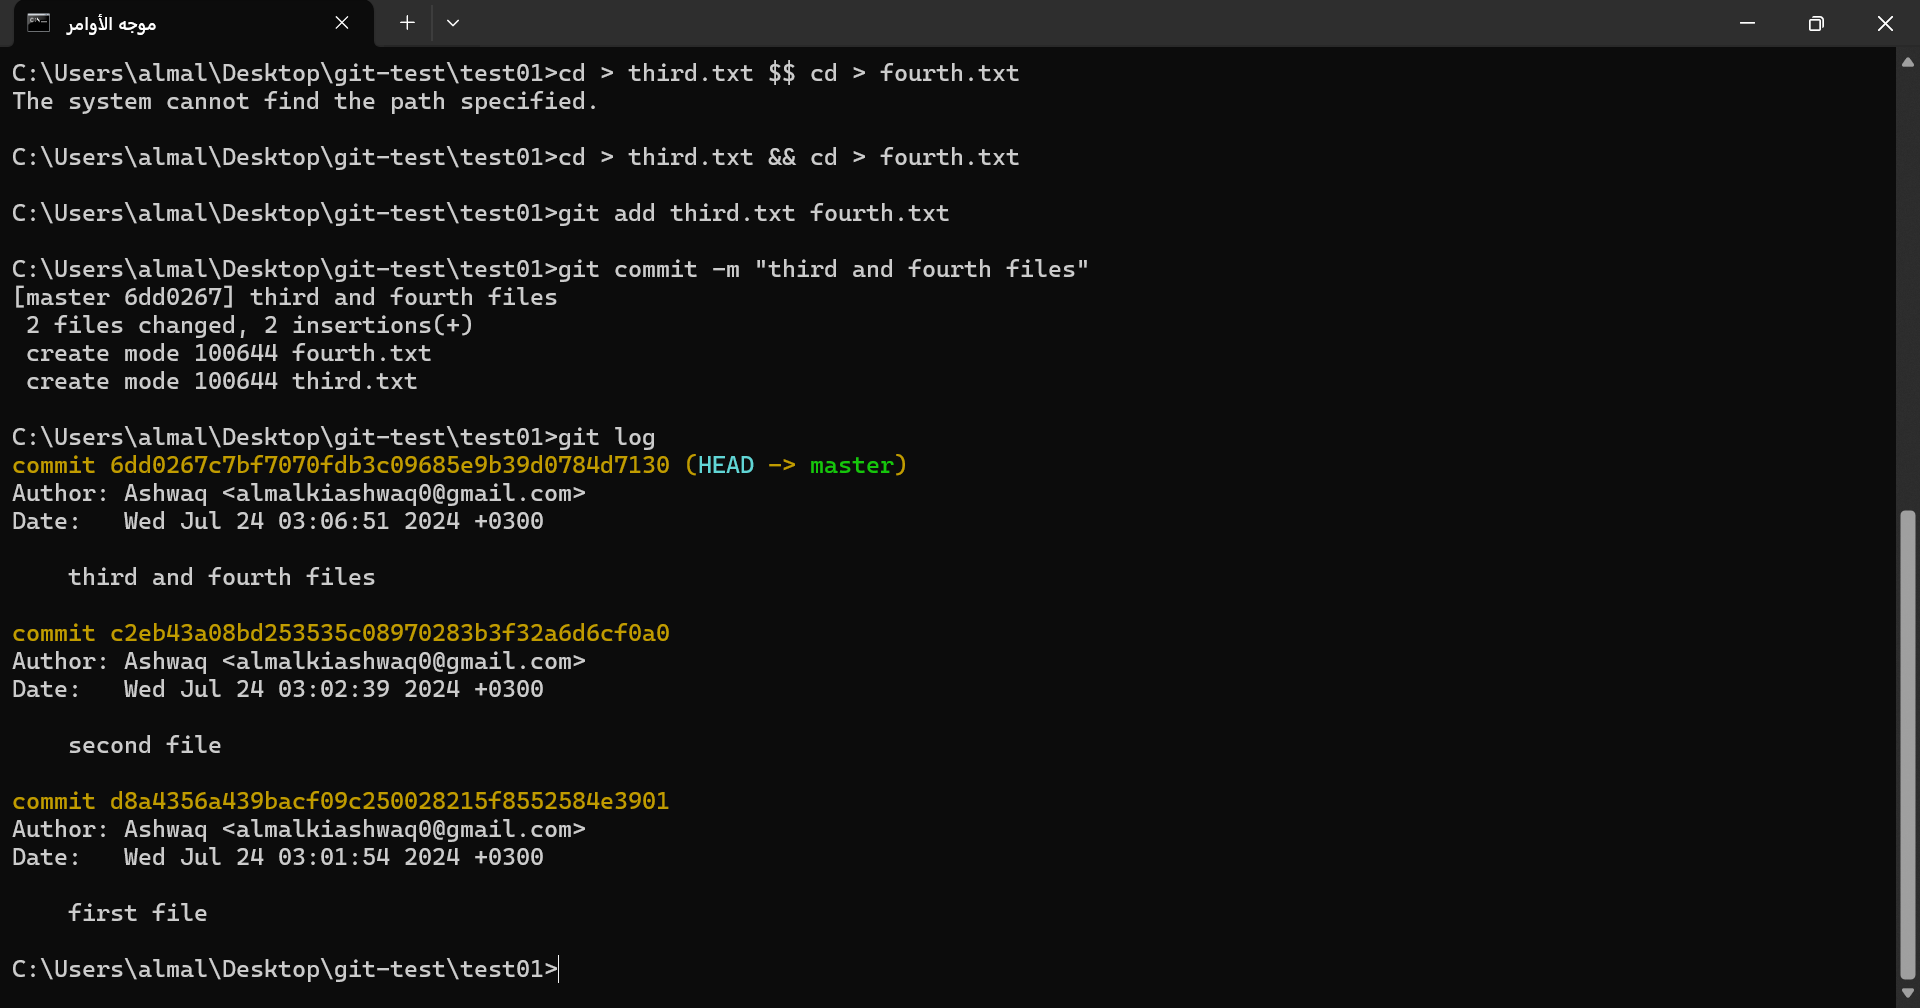 موجه الأوامر
C:\Users\almal\Desktop\git-test\test01>cd > third.txt $$ cd > fourth.txt
The system cannot find the path specified.
C:\Users\almal\Desktop\git-test\test01>cd > third.txt && cd > fourth.txt
C:\Users\almal\Desktop\git-test\test01>git add third.txt fourth.txt
C:\Users\almal\Desktop\git-test\test01>git commit -m "third and fourth files"
[master 6dd0267] third and fourth files
 2 files changed, 2 insertions(+)
 create mode 100644 fourth.txt
 create mode 100644 third.txt
C:\Users\almal\Desktop\git-test\test01>git log
commit 6dd0267c7bf7070fdb3c09685e9b39d0784d7130 (HEAD -> master)
Author: Ashwaq <almalkiashwaq0@gmail.com>
Date:   Wed Jul 24 03:06:51 2024 +0300
    third and fourth files
commit c2eb43a08bd253535c08970283b3f32a6d6cf0a0
Author: Ashwaq <almalkiashwaq0@gmail.com>
Date:   Wed Jul 24 03:02:39 2024 +0300
    second file
commit d8a4356a439bacf09c250028215f8552584e3901
Author: Ashwaq <almalkiashwaq0@gmail.com>
Date:   Wed Jul 24 03:01:54 2024 +0300
    first file
C:\Users\almal\Desktop\git-test\test01>